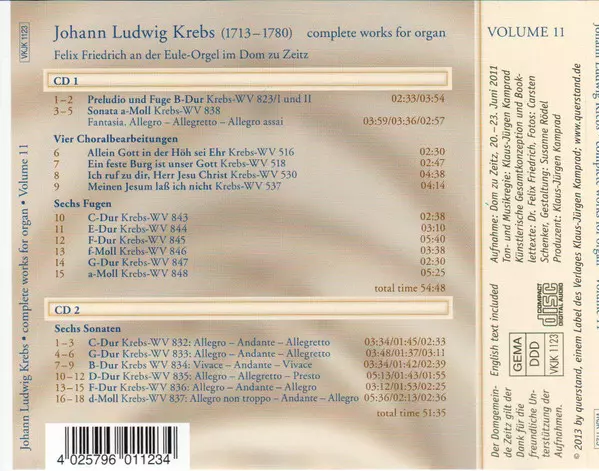 VKJK 1123
Johann Ludwig Krebs (1713–1780) complete works for organ
Felix Friedrich an der Eule-Orgel im Dom zu Zeitz
CD 1
1–2 Preludio und Fuge B-Dur Krebs-WV 823/I und II 02:33/03:54
3–5 Sonata a-Moll Krebs-WV 838
Fantasia. Allegro – Allegretto – Allegro assai 03:59/03:36/02:57
Vier Choralbearbeitungen
6 Allein Gott in der Höh sei Ehr Krebs-WV 516 02:30
7 Ein feste Burg ist unser Gott Krebs-WV 518 02:47
8 Ich ruf zu dir, Herr Jesu Christ Krebs-WV 530 04:38
9 Meinen Jesum laß ich nicht Krebs-WV 537 04:14
Sechs Fugen
10 C-Dur Krebs-WV 843 02:38
11 E-Dur Krebs-WV 844 03:10
12 F-Dur Krebs-WV 845 05:40
13 f-Moll Krebs-WV 846 03:38
14 G-Dur Krebs-WV 847 02:30
15 a-Moll Krebs-WV 848 05:25
total time 54:48
CD 2
Sechs Sonaten
1–3 C-Dur Krebs-WV 832: Allegro – Andante – Allegretto 03:34/01:45/02:33
4–6 G-Dur Krebs-WV 833: Allegro – Andante – Allegro 03:48/01:37/03:11
7–9 B-Dur Krebs-WV 834: Vivace – Andante – Vivace 03:34/01:42/02:39
10–12 D-Dur Krebs-WV 835: Allegro – Allegretto – Presto 05:13/01:43/01:55
13–15 F-Dur Krebs-WV 836: Allegro – Andante – Allegro 03:12/01:53/02:25
16–18 d-Moll Krebs-WV 837: Allegro non troppo – Andante – Allegro 05:36/02:13/02:36
total time 51:35
4 025796 011234
Johann Ludwig Krebs • complete works for organ • Volume 11
VOLUME 11
Aufnahme: Dom zu Zeitz, 20.–23. Juni 2011
Ton- und Musikregie: Klaus-Jürgen Kamprad
Künstlerische Gesamtkonzeption und Book-
lettexte: Dr. Felix Friedrich, Fotos: Carsten
Schenker, Gestaltung: Susanne Rödel
Produzent: Klaus-Jürgen Kamprad
English text included
GEMA
DDD
VKJK 1123
COMPACT
disc
DIGITAL AUDIO
Der Domgemein-
de Zeitz gilt der
Dank für die
freundliche Un-
terstützung der
Aufnahmen.
© 2013 by querstand, einem Label des Verlages Klaus-Jürgen Kamprad; www.querstand.de